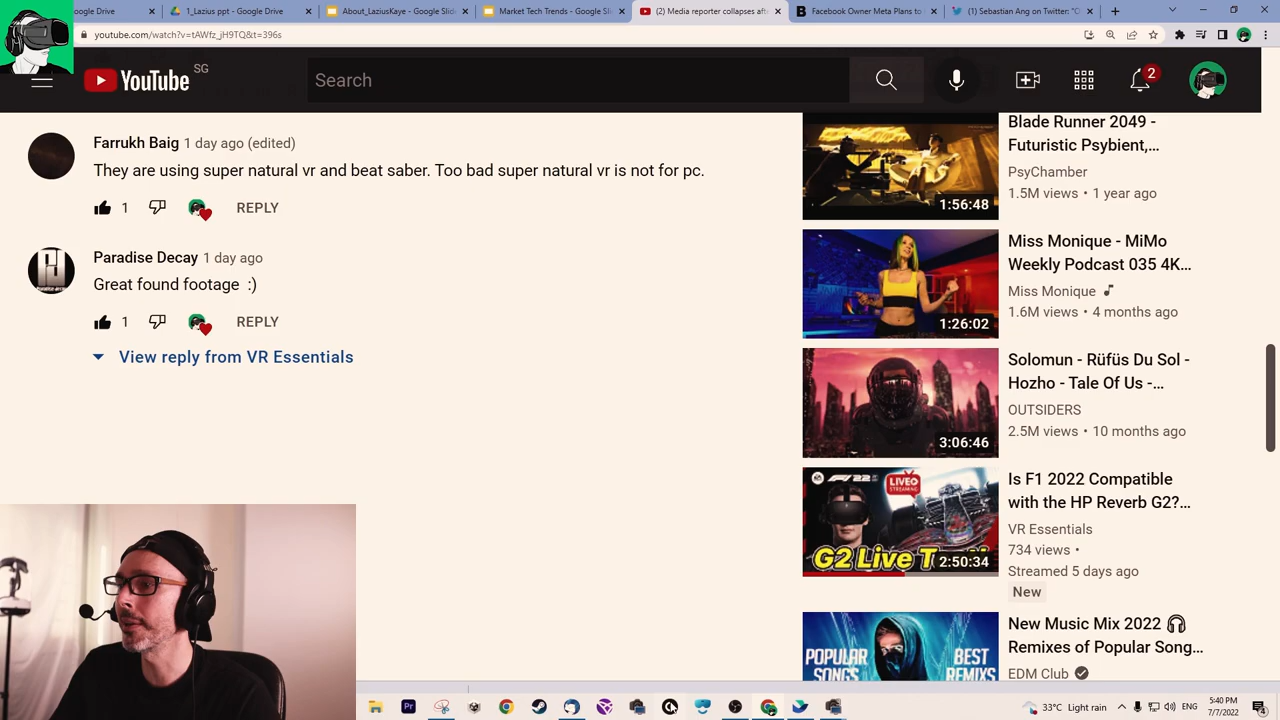 1_Lazius ppt - Google Slides
About_LaziusKaye - Google Slid
Market Tech Trends - Google Sli
(2) Media reporter collapses aft
Facebook Owner Meta Plans to
(1) Sebastian Ang on Twitter: "C
youtube.com/watch?v=tAWfz_jH9TQ&t=396s
YouTube SG
Search
2
Farrukh Baig 1 day ago (edited)
They are using super natural vr and beat saber. Too bad super natural vr is not for pc.
1 REPLY
Paradise Decay 1 day ago
Great found footage :)
1 REPLY
View reply from VR Essentials
1:56:48
Blade Runner 2049 -
Futuristic Psybient,...
PsyChamber
1.5M views • 1 year ago
1:26:02
Miss Monique - MiMo
Weekly Podcast 035 4K...
Miss Monique
1.6M views • 4 months ago
3:06:46
Solomun - Rüfüs Du Sol -
Hozho - Tale Of Us -...
OUTSIDERS
2.5M views • 10 months ago
22
LIVE
STREAMING
G2 Live T
2:50:34
Is F1 2022 Compatible
with the HP Reverb G2?...
VR Essentials
734 views •
Streamed 5 days ago
New
POPULAR
SONGS
BEST
REMIXS
New Music Mix 2022
Remixes of Popular Song...
EDM Club
33°C Light rain
ENG
5:40 PM
7/7/2022